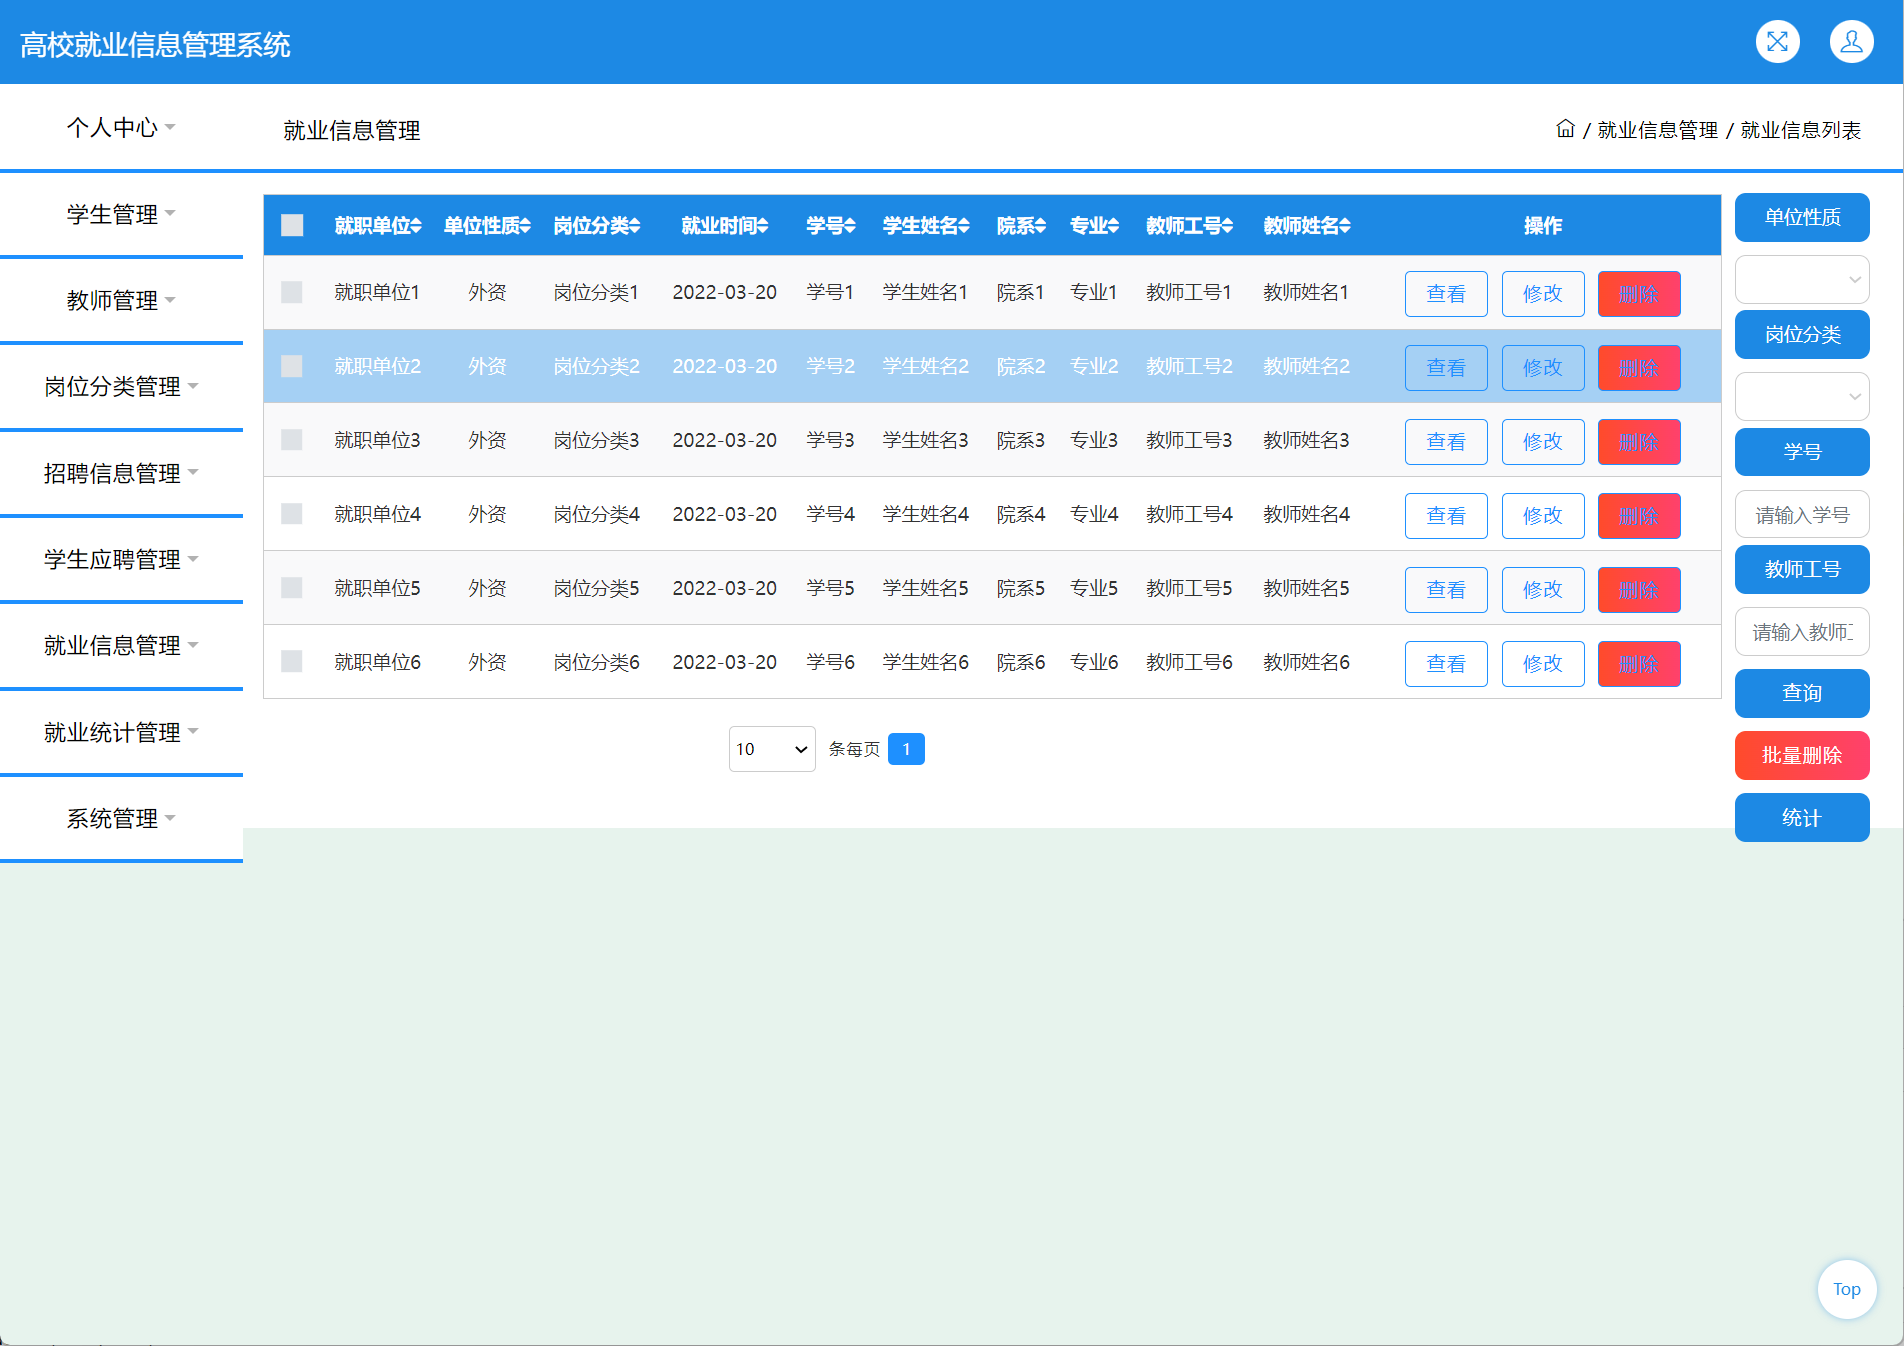 高校就业信息管理系统
个人中心
就业信息管理
/ 就业信息管理 / 就业信息列表
学生管理
教师管理
岗位分类管理
招聘信息管理
学生应聘管理
就业信息管理
就业统计管理
系统管理
就职单位 单位性质 岗位分类 就业时间 学号 学生姓名 院系 专业 教师工号 教师姓名 操作
就职单位1 外资 岗位分类1 2022-03-20 学号1 学生姓名1 院系1 专业1 教师工号1 教师姓名1 查看 修改 删除
就职单位2 外资 岗位分类2 2022-03-20 学号2 学生姓名2 院系2 专业2 教师工号2 教师姓名2 查看 修改 删除
就职单位3 外资 岗位分类3 2022-03-20 学号3 学生姓名3 院系3 专业3 教师工号3 教师姓名3 查看 修改 删除
就职单位4 外资 岗位分类4 2022-03-20 学号4 学生姓名4 院系4 专业4 教师工号4 教师姓名4 查看 修改 删除
就职单位5 外资 岗位分类5 2022-03-20 学号5 学生姓名5 院系5 专业5 教师工号5 教师姓名5 查看 修改 删除
就职单位6 外资 岗位分类6 2022-03-20 学号6 学生姓名6 院系6 专业6 教师工号6 教师姓名6 查看 修改 删除
10 条每页 1
单位性质
岗位分类
学号
请输入学号
教师工号
请输入教师
查询
批量删除
统计
Top